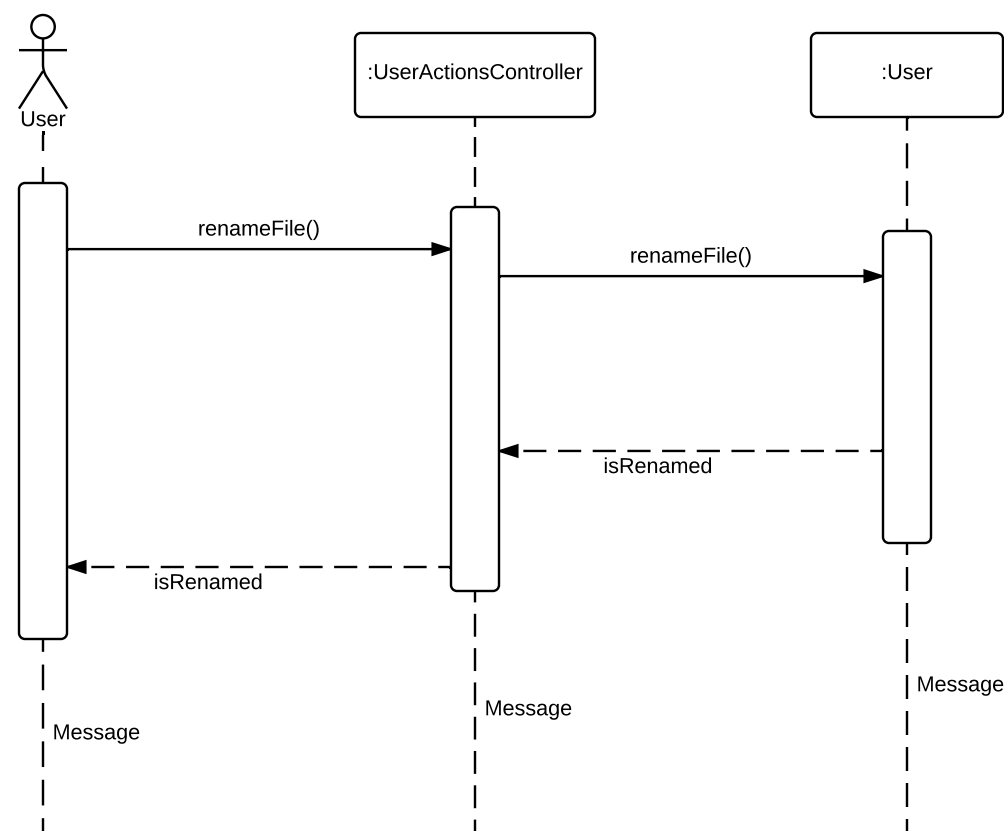 User
:UserActionsController
:User
renameFile()
renameFile()
isRenamed
isRenamed
Message
Message
Message